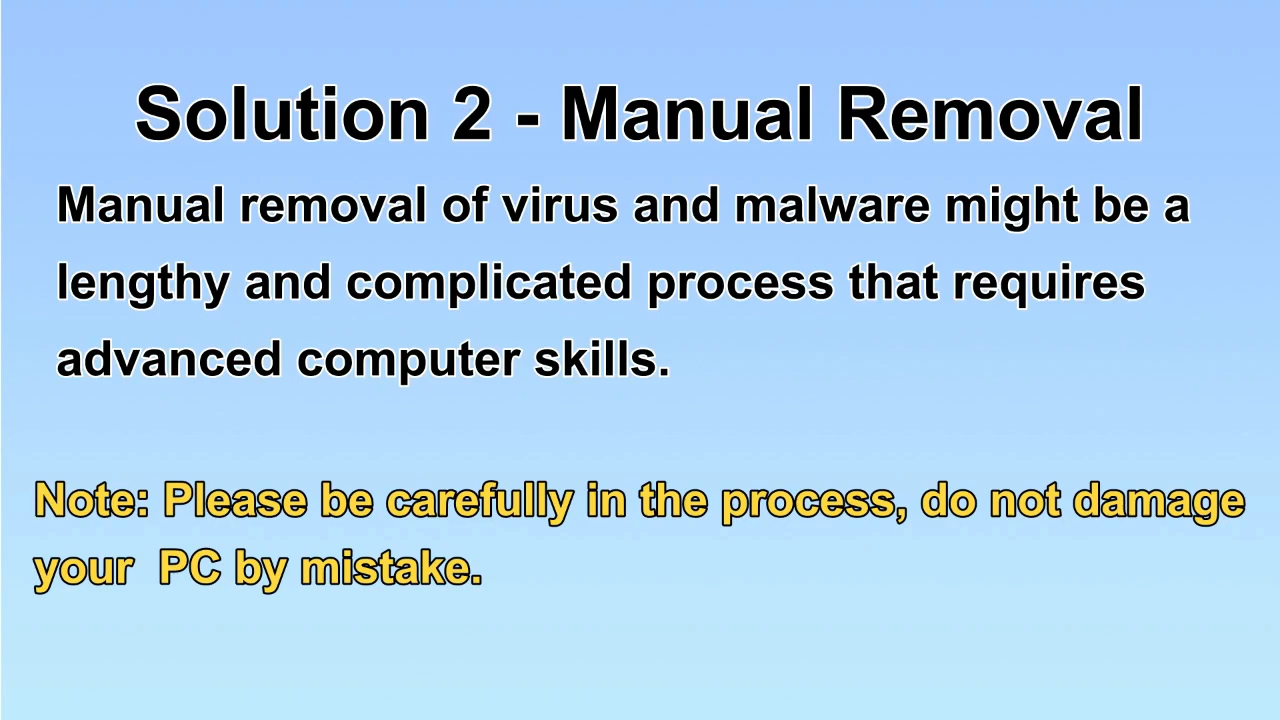 Solution 2 - Manual Removal
Manual removal of virus and malware might be a
lengthy and complicated process that requires
advanced computer skills.
Note: Please be carefully in the process, do not damage
your  PC by mistake.